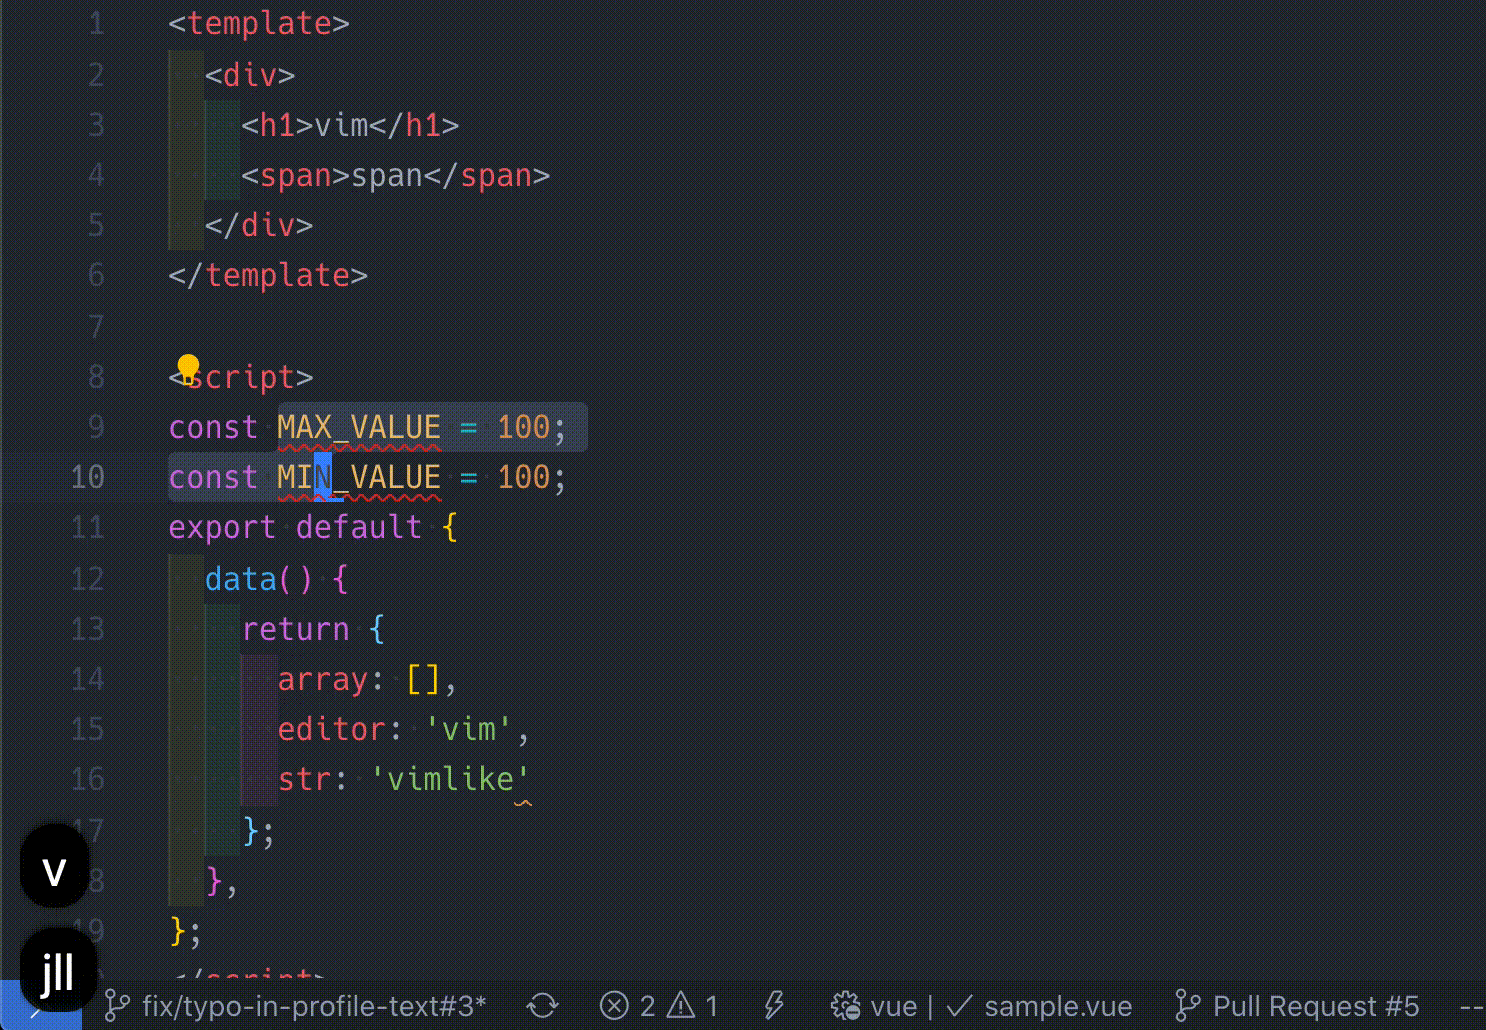 1 <template>
2 <div>
3 <h1>vim</h1>
4 <span>span</span>
5 </div>
6 </template>
7
8 <script>
9 const MAX_VALUE = 100;
10 const MIN_VALUE = 100;
11 export default {
12 data() {
13 return {
14 array: [],
15 editor: 'vim',
16 str: 'vimlike'
17 };
8 },
19 };
</script>
v
jll
fix/typo-in-profile-text#3* 2 1 vue | sample.vue Pull Request #5 --